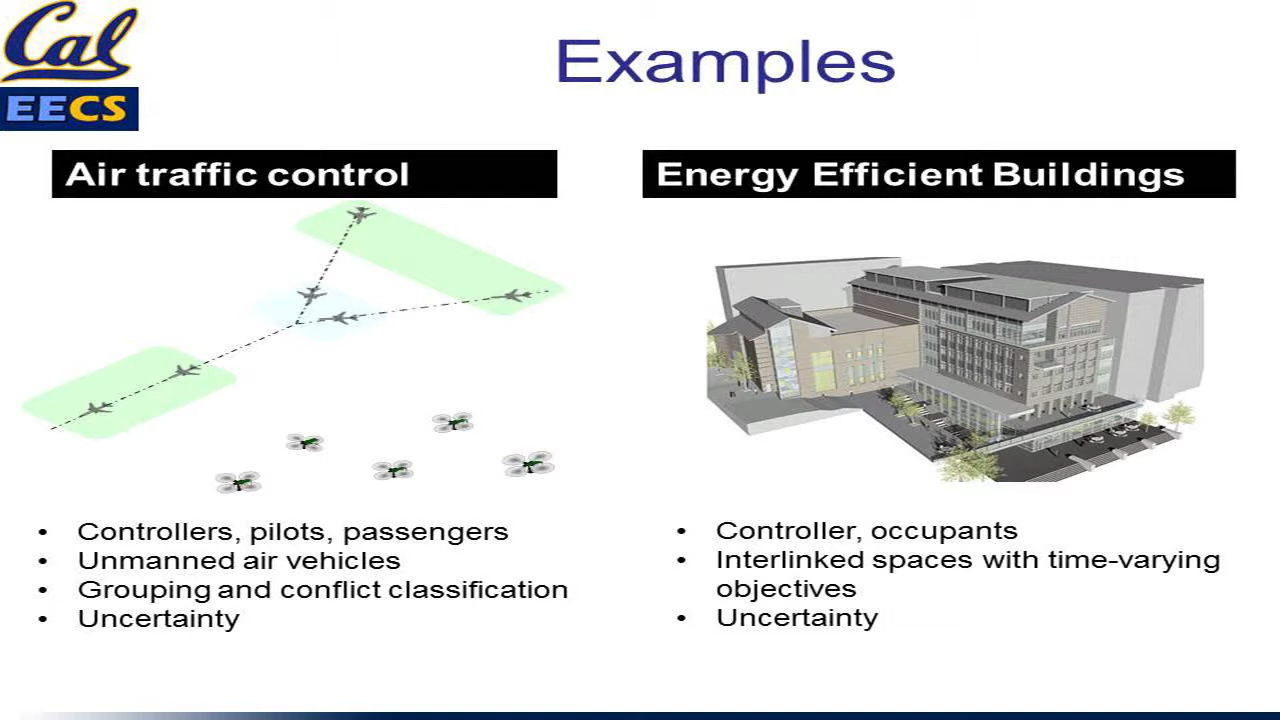 Cal
EECS
Examples
Air traffic control
• Controllers, pilots, passengers
• Unmanned air vehicles
• Grouping and conflict classification
• Uncertainty
Energy Efficient Buildings
• Controller, occupants
• Interlinked spaces with time-varying
objectives
• Uncertainty